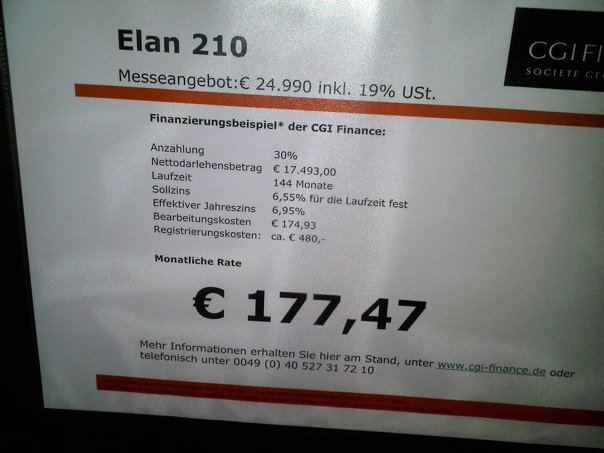 Elan 210
CGI FI
SOCIETE GE
Messeangebot:€ 24.990 inkl. 19% USt.
Finanzierungsbeispiel* der CGI Finance:
Anzahlung 30%
Nettodarlehensbetrag € 17.493,00
Laufzeit 144 Monate
Sollzins 6,55% für die Laufzeit fest
Effektiver Jahreszins 6,95%
Bearbeitungskosten € 174,93
Registrierungskosten: ca. € 480,-
Monatliche Rate
€ 177,47
Mehr Informationen erhalten Sie hier am Stand, unter www.cgi-finance.de oder
telefonisch unter 0049 (0) 40 527 31 72 10